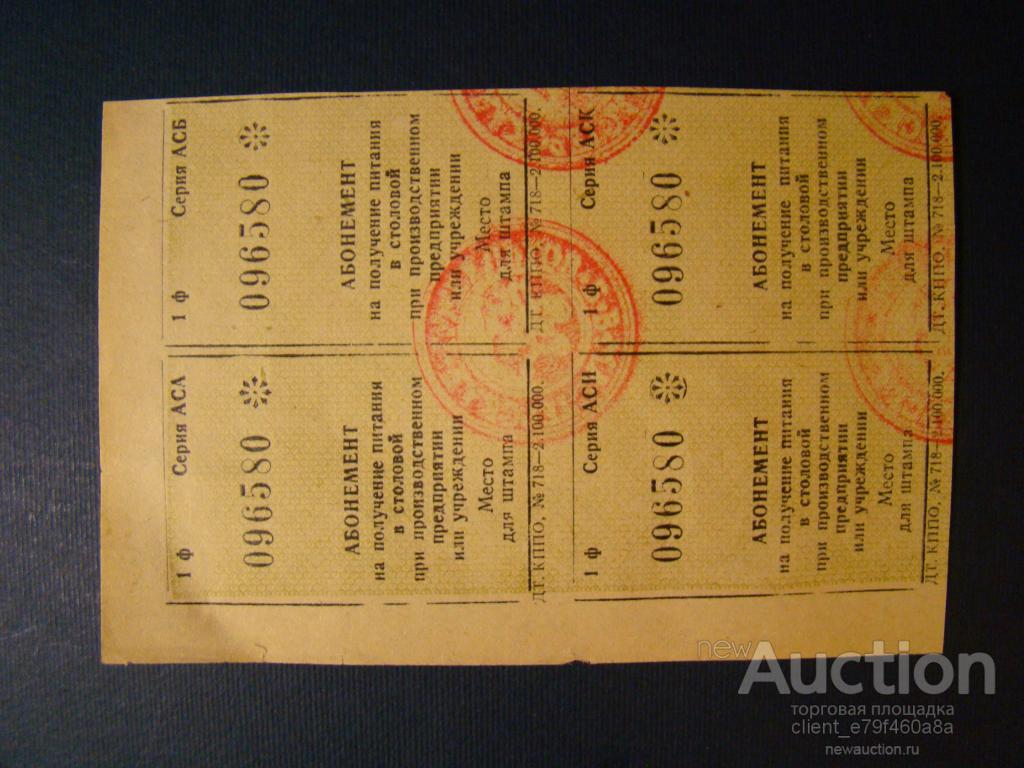 1 ф Серия АСА
096580
АБОНЕМЕНТ
на получение питания
в столовой
при производственном
предприятии
или учреждении
Место
для штампа
Дт. КППО, № 718—2.100.000.
1 ф Серия АСБ
096580
АБОНЕМЕНТ
на получение питания
в столовой
при производственном
предприятии
или учреждении
Место
для штампа
Дт. КППО, № 718—2.100.000.
1 ф Серия АСИ
096580
АБОНЕМЕНТ
на получение питания
в столовой
при производственном
предприятии
или учреждении
Место
для штампа
Дт. КППО, № 718—2.100.000.
1 ф Серия АСК
096580
АБОНЕМЕНТ
на получение питания
в столовой
при производственном
предприятии
или учреждении
Место
для штампа
Дт. КППО, № 718—2.100.000.
newAuction
торговая площадка
client_e79f460a8a
newauction.ru